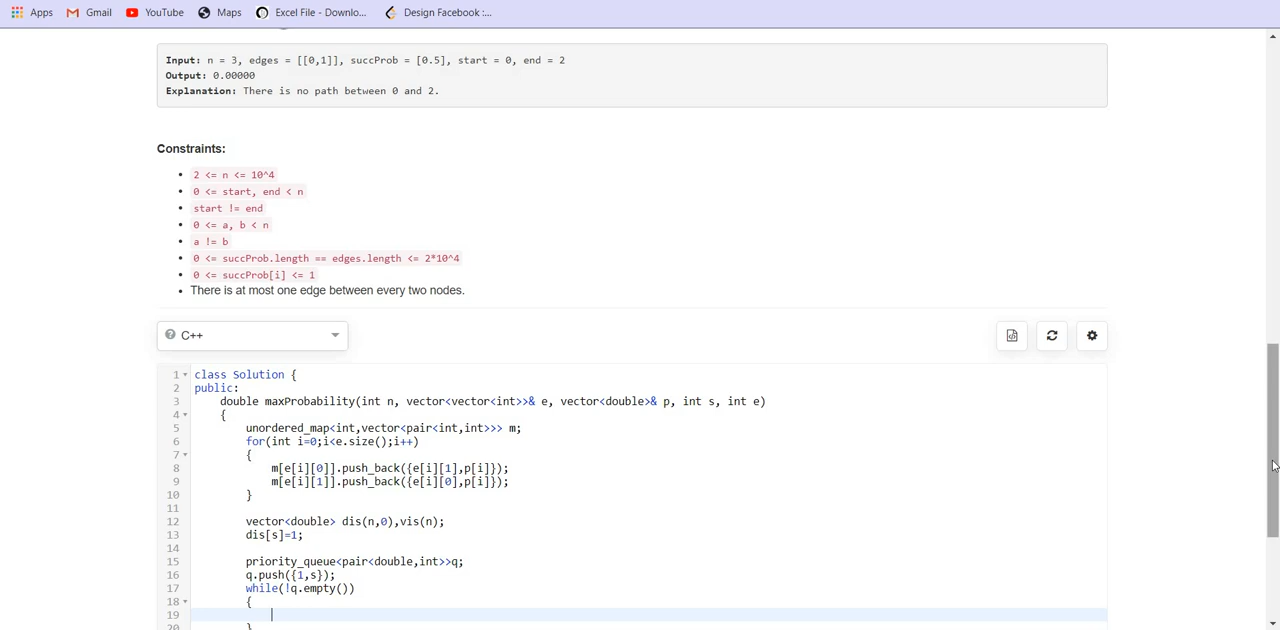 Apps Gmail YouTube Maps Excel File - Downlo... Design Facebook :...
Input: n = 3, edges = [[0,1]], succProb = [0.5], start = 0, end = 2
Output: 0.00000
Explanation: There is no path between 0 and 2.
Constraints:
• 2 <= n <= 10^4
• 0 <= start, end < n
• start != end
• 0 <= a, b < n
• a != b
• 0 <= succProb.length == edges.length <= 2*10^4
• 0 <= succProb[i] <= 1
• There is at most one edge between every two nodes.
C++
1 class Solution {
2 public:
3 double maxProbability(int n, vector<vector<int>>& e, vector<double>& p, int s, int e)
4 {
5 unordered_map<int,vector<pair<int,int>>> m;
6 for(int i=0;i<e.size();i++)
7 {
8 m[e[i][0]].push_back({e[i][1],p[i]});
9 m[e[i][1]].push_back({e[i][0],p[i]});
10 }
11
12 vector<double> dis(n,0),vis(n);
13 dis[s]=1;
14
15 priority_queue<pair<double,int>>q;
16 q.push({1,s});
17 while(!q.empty())
18 {
19
20 }